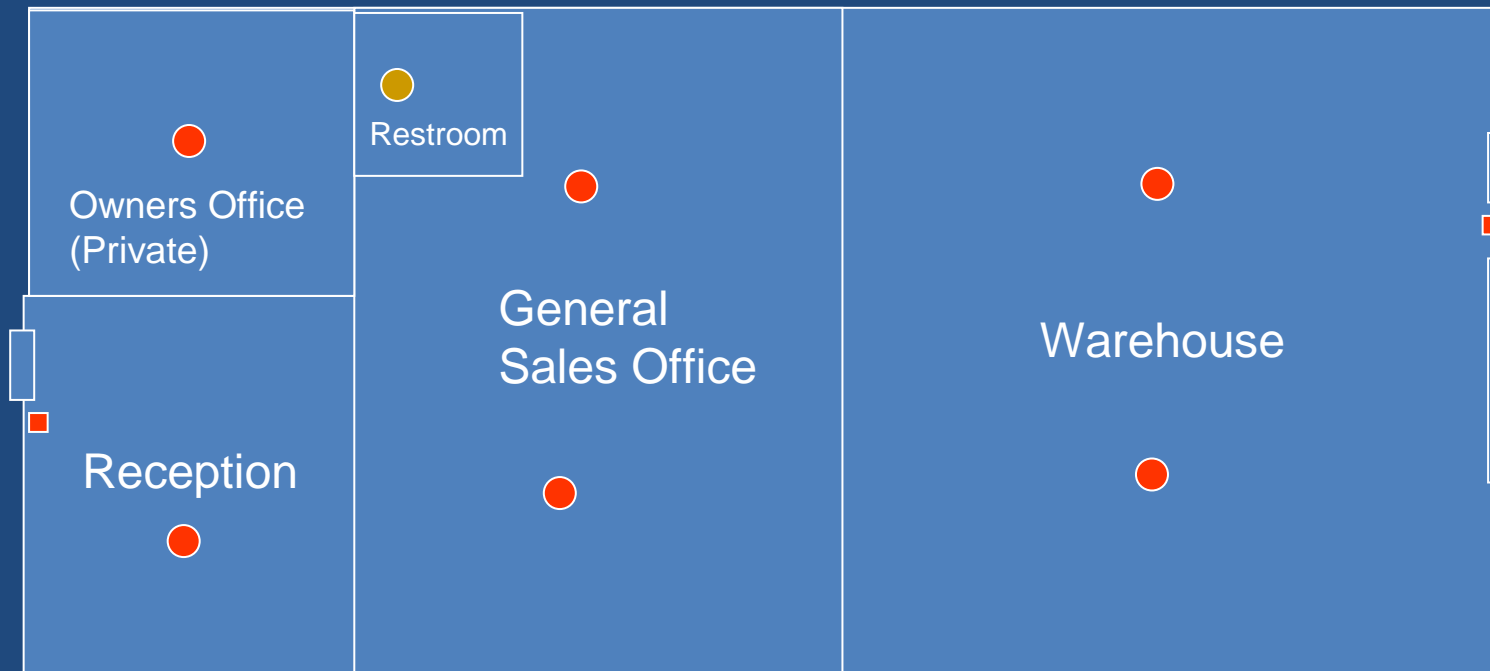 Restroom
Owners Office
(Private)
General
Sales Office
Warehouse
Reception